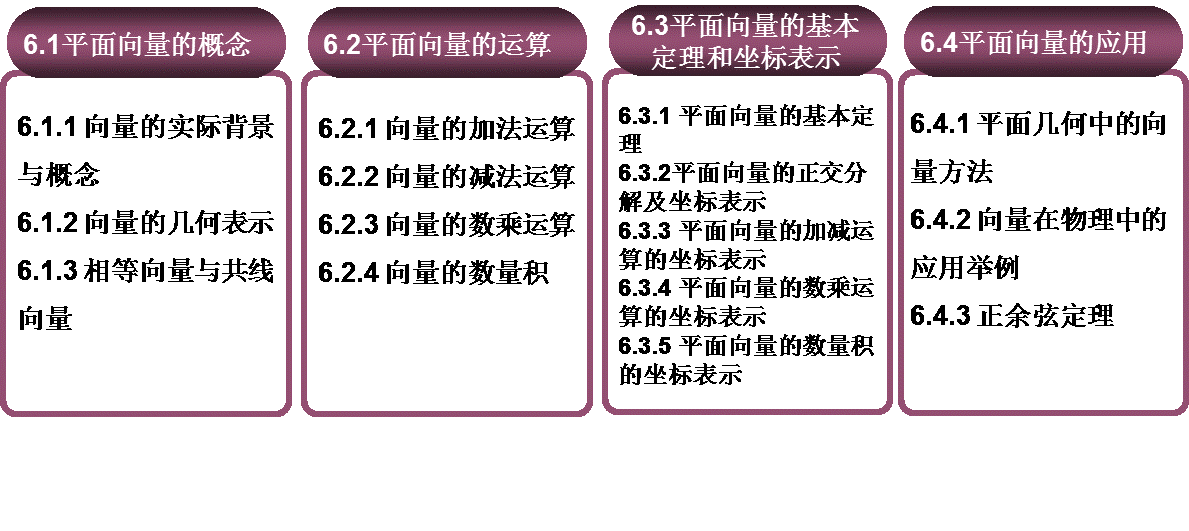 6.1平面向量的概念
6.1.1 向量的实际背景
与概念
6.1.2 向量的几何表示
6.1.3 相等向量与共线
向量
6.2平面向量的运算
6.2.1 向量的加法运算
6.2.2 向量的减法运算
6.2.3 向量的数乘运算
6.2.4 向量的数量积
6.3平面向量的基本
定理和坐标表示
6.3.1 平面向量的基本定
理
6.3.2平面向量的正交分
解及坐标表示
6.3.3 平面向量的加减运
算的坐标表示
6.3.4 平面向量的数乘运
算的坐标表示
6.3.5 平面向量的数量积
的坐标表示
6.4平面向量的应用
6.4.1 平面几何中的向
量方法
6.4.2 向量在物理中的
应用举例
6.4.3 正余弦定理